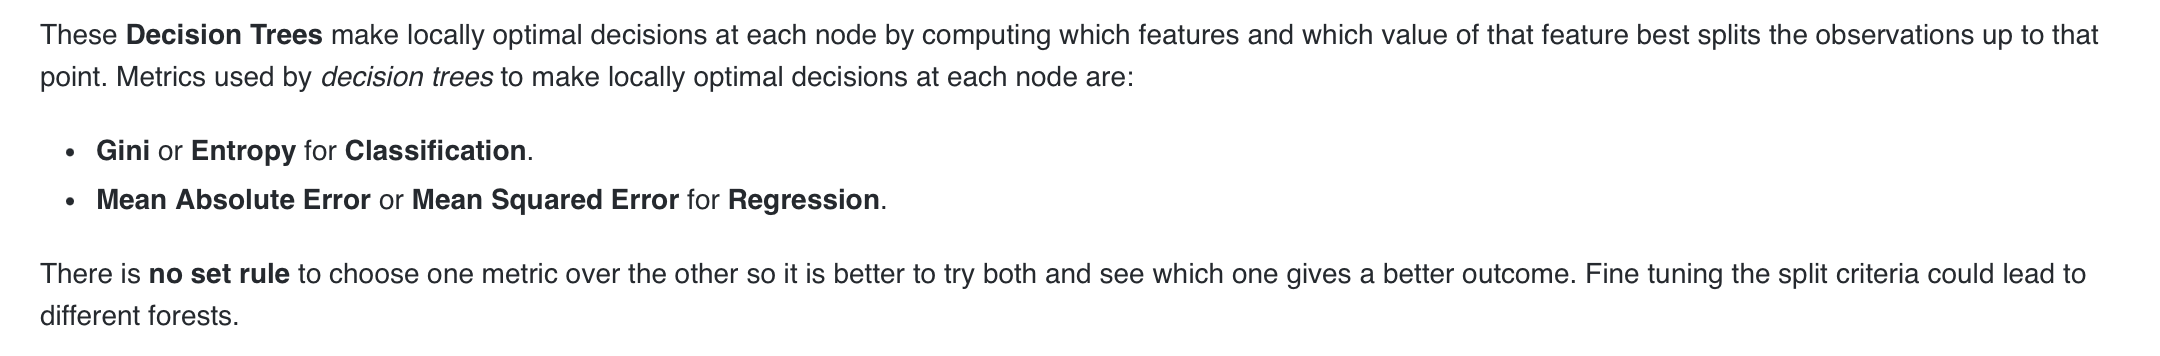 These Decision Trees make locally optimal decisions at each node by computing which features and which value of that feature best splits the observations up to that
point. Metrics used by decision trees to make locally optimal decisions at each node are:
• Gini or Entropy for Classification.
• Mean Absolute Error or Mean Squared Error for Regression.
There is no set rule to choose one metric over the other so it is better to try both and see which one gives a better outcome. Fine tuning the split criteria could lead to
different forests.